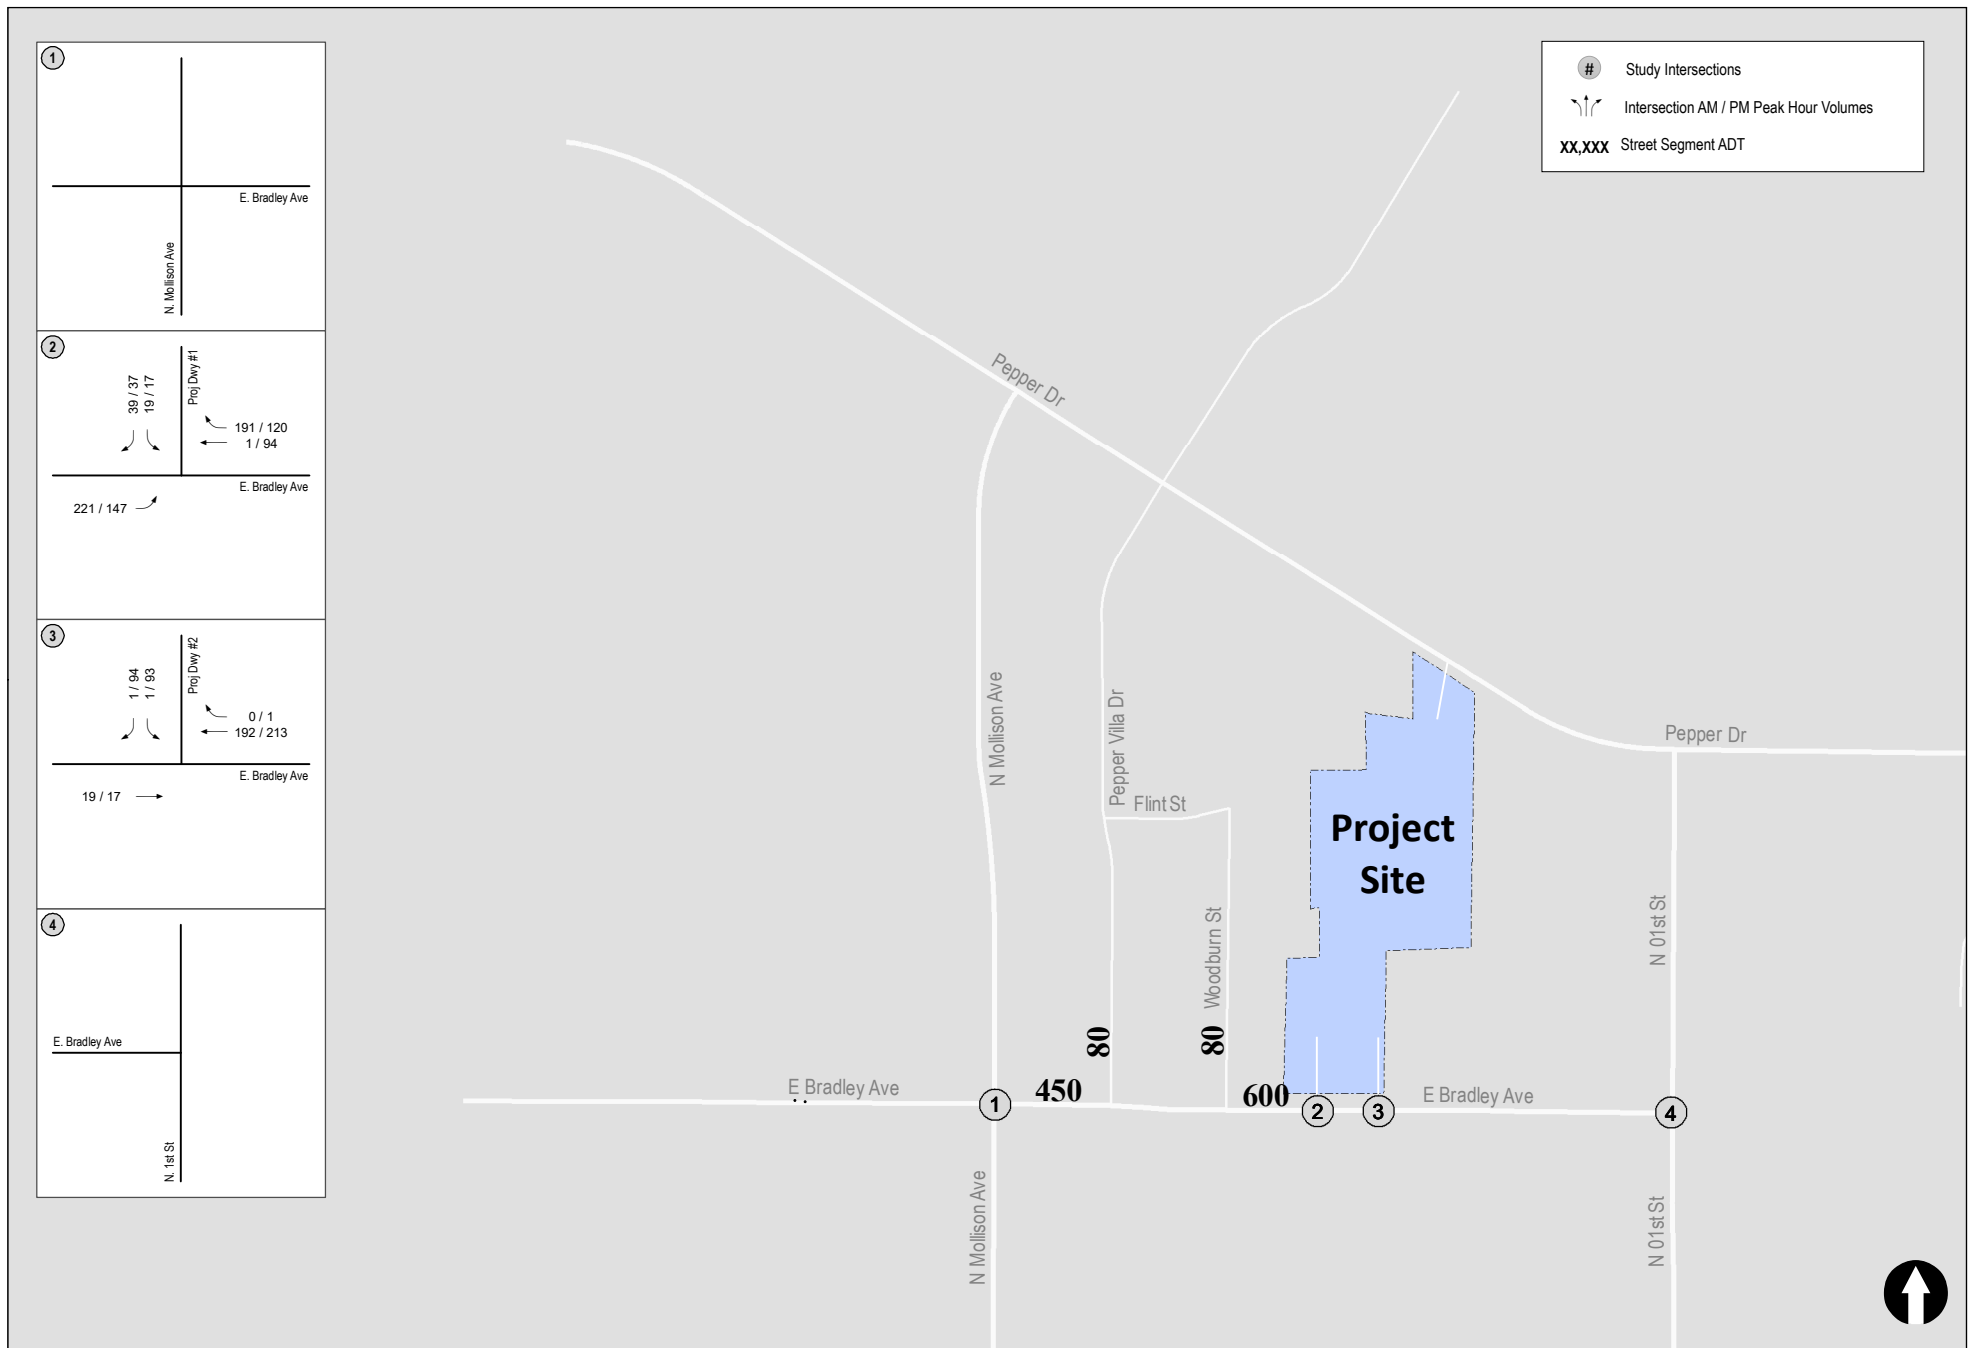 1
E. Bradley Ave
N. Mollison Ave
2
39 / 37
19 / 17
Proj Dwy #1
191 / 120
1 / 94
E. Bradley Ave
221 / 147
3
1 / 94
1 / 93
Proj Dwy #2
0 / 1
192 / 213
E. Bradley Ave
19 / 17
4
E. Bradley Ave
N. 1st St
# Study Intersections
Intersection AM / PM Peak Hour Volumes
XX,XXX Street Segment ADT
Pepper Dr
N Mollison Ave
Pepper Villa Dr
Flint St
Pepper Dr
Project
Site
Woodburn St
N 01st St
80
80
E Bradley Ave
450
600
E Bradley Ave
1
2
3
4
N Mollison Ave
N 01st St